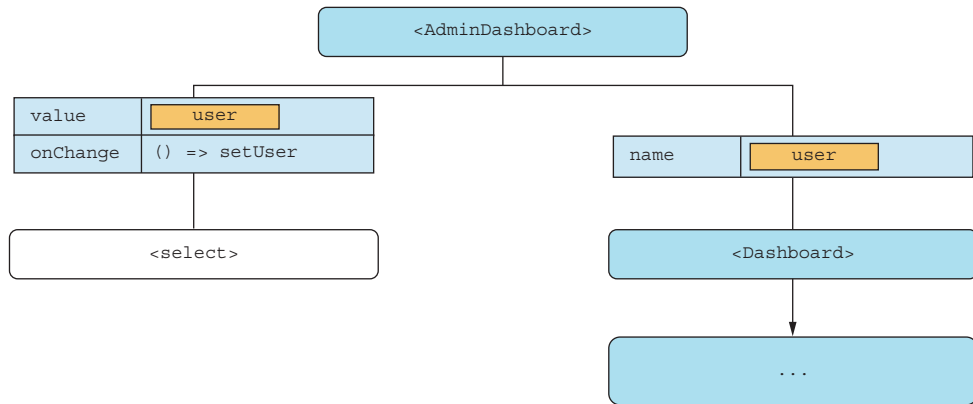 <AdminDashboard>
value user
onChange () => setUser
name user
<select>
<Dashboard>
...